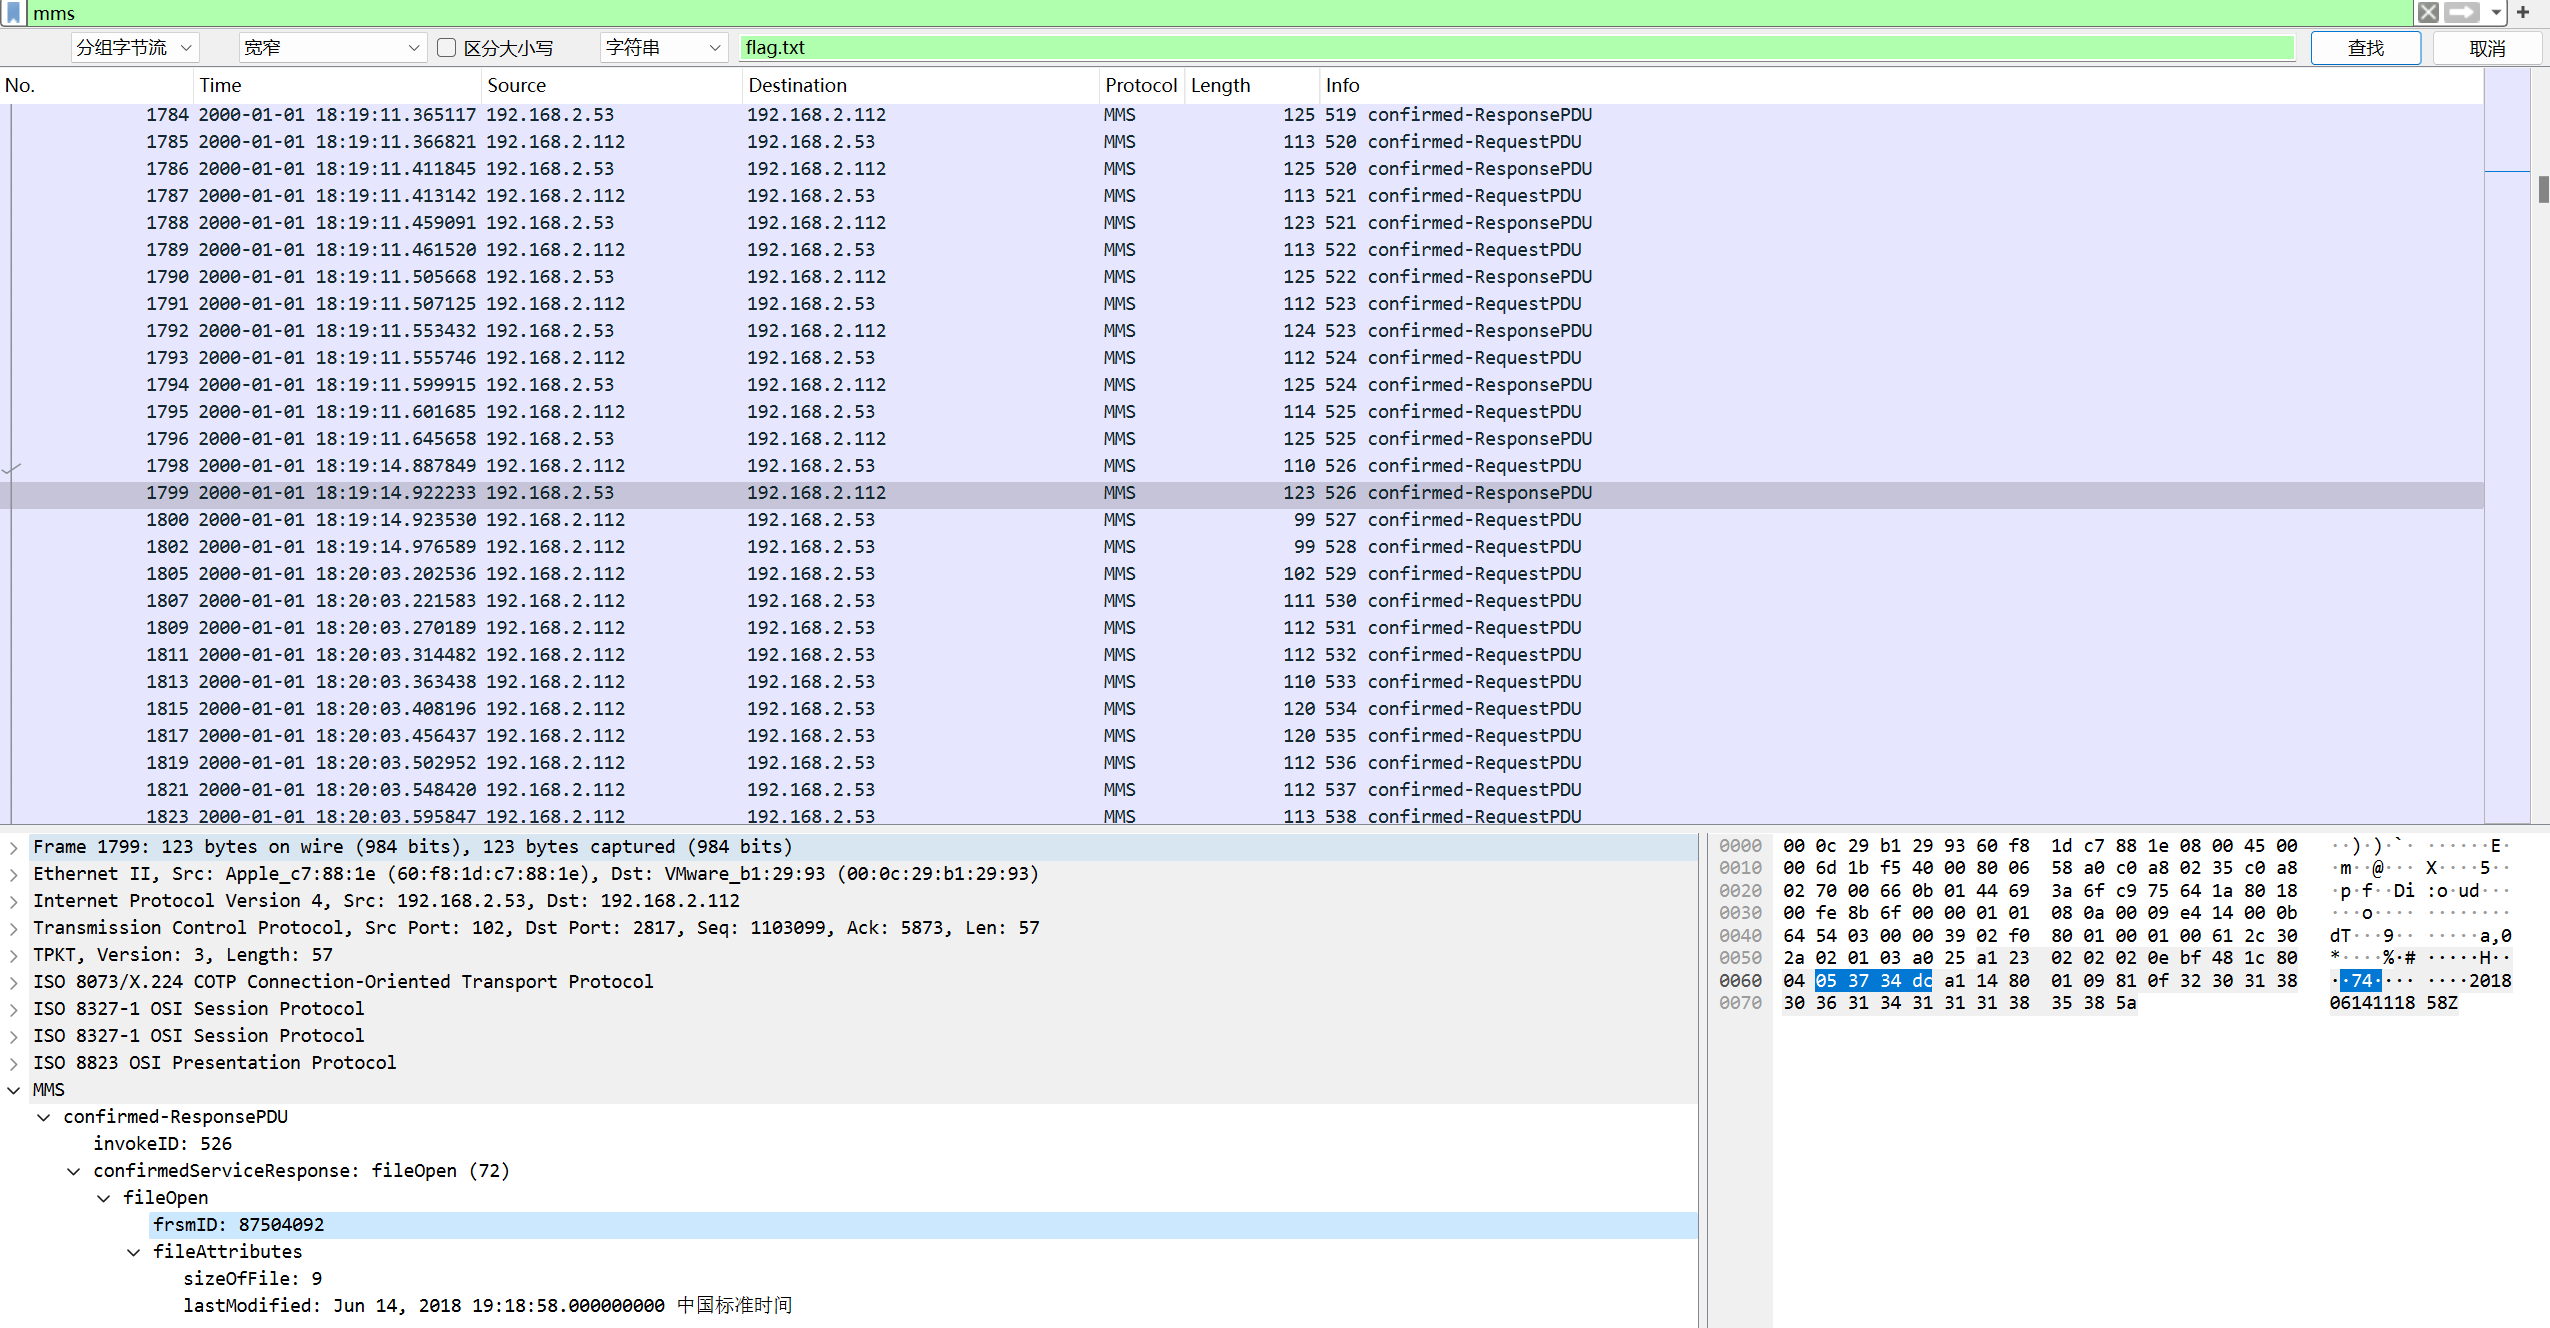 mms
分组字节流 宽窄 区分大小写 字符串 flag.txt 查找 取消
No. Time Source Destination Protocol Length Info
1784 2000-01-01 18:19:11.365117 192.168.2.53 192.168.2.112 MMS 125 519 confirmed-ResponsePDU
1785 2000-01-01 18:19:11.366821 192.168.2.112 192.168.2.53 MMS 113 520 confirmed-RequestPDU
1786 2000-01-01 18:19:11.411845 192.168.2.53 192.168.2.112 MMS 125 520 confirmed-ResponsePDU
1787 2000-01-01 18:19:11.413142 192.168.2.112 192.168.2.53 MMS 113 521 confirmed-RequestPDU
1788 2000-01-01 18:19:11.459091 192.168.2.53 192.168.2.112 MMS 123 521 confirmed-ResponsePDU
1789 2000-01-01 18:19:11.461520 192.168.2.112 192.168.2.53 MMS 113 522 confirmed-RequestPDU
1790 2000-01-01 18:19:11.505668 192.168.2.53 192.168.2.112 MMS 125 522 confirmed-ResponsePDU
1791 2000-01-01 18:19:11.507125 192.168.2.112 192.168.2.53 MMS 112 523 confirmed-RequestPDU
1792 2000-01-01 18:19:11.553432 192.168.2.53 192.168.2.112 MMS 124 523 confirmed-ResponsePDU
1793 2000-01-01 18:19:11.555746 192.168.2.112 192.168.2.53 MMS 112 524 confirmed-RequestPDU
1794 2000-01-01 18:19:11.599915 192.168.2.53 192.168.2.112 MMS 125 524 confirmed-ResponsePDU
1795 2000-01-01 18:19:11.601685 192.168.2.112 192.168.2.53 MMS 114 525 confirmed-RequestPDU
1796 2000-01-01 18:19:11.645658 192.168.2.53 192.168.2.112 MMS 125 525 confirmed-ResponsePDU
1798 2000-01-01 18:19:14.887849 192.168.2.112 192.168.2.53 MMS 110 526 confirmed-RequestPDU
1799 2000-01-01 18:19:14.922233 192.168.2.53 192.168.2.112 MMS 123 526 confirmed-ResponsePDU
1800 2000-01-01 18:19:14.923530 192.168.2.112 192.168.2.53 MMS 99 527 confirmed-RequestPDU
1802 2000-01-01 18:19:14.976589 192.168.2.112 192.168.2.53 MMS 99 528 confirmed-RequestPDU
1805 2000-01-01 18:20:03.202536 192.168.2.112 192.168.2.53 MMS 102 529 confirmed-RequestPDU
1807 2000-01-01 18:20:03.221583 192.168.2.112 192.168.2.53 MMS 111 530 confirmed-RequestPDU
1809 2000-01-01 18:20:03.270189 192.168.2.112 192.168.2.53 MMS 112 531 confirmed-RequestPDU
1811 2000-01-01 18:20:03.314482 192.168.2.112 192.168.2.53 MMS 112 532 confirmed-RequestPDU
1813 2000-01-01 18:20:03.363438 192.168.2.112 192.168.2.53 MMS 110 533 confirmed-RequestPDU
1815 2000-01-01 18:20:03.408196 192.168.2.112 192.168.2.53 MMS 120 534 confirmed-RequestPDU
1817 2000-01-01 18:20:03.456437 192.168.2.112 192.168.2.53 MMS 120 535 confirmed-RequestPDU
1819 2000-01-01 18:20:03.502952 192.168.2.112 192.168.2.53 MMS 112 536 confirmed-RequestPDU
1821 2000-01-01 18:20:03.548420 192.168.2.112 192.168.2.53 MMS 112 537 confirmed-RequestPDU
1823 2000-01-01 18:20:03.595847 192.168.2.112 192.168.2.53 MMS 113 538 confirmed-RequestPDU
Frame 1799: 123 bytes on wire (984 bits), 123 bytes captured (984 bits)
Ethernet II, Src: Apple_c7:88:1e (60:f8:1d:c7:88:1e), Dst: VMware_b1:29:93 (00:0c:29:b1:29:93)
Internet Protocol Version 4, Src: 192.168.2.53, Dst: 192.168.2.112
Transmission Control Protocol, Src Port: 102, Dst Port: 2817, Seq: 1103099, Ack: 5873, Len: 57
TPKT, Version: 3, Length: 57
ISO 8073/X.224 COTP Connection-Oriented Transport Protocol
ISO 8327-1 OSI Session Protocol
ISO 8327-1 OSI Session Protocol
ISO 8823 OSI Presentation Protocol
MMS
confirmed-ResponsePDU
invokeID: 526
confirmedServiceResponse: fileOpen (72)
fileOpen
frsmID: 87504092
fileAttributes
sizeOfFile: 9
lastModified: Jun 14, 2018 19:18:58.000000000 中国标准时间
0000 00 0c 29 b1 29 93 60 f8 1d c7 88 1e 08 00 45 00 ··)·)·`· ······E·
0010 00 6d 1b f5 40 00 80 06 58 a0 c0 a8 02 35 c0 a8 ·m··@··· X····5··
0020 02 70 00 66 0b 01 44 69 3a 6f c9 75 64 1a 80 18 ·p·f··Di :o·ud···
0030 00 fe 8b 6f 00 00 01 01 08 0a 00 09 e4 14 00 0b ···o···· ········
0040 64 54 03 00 00 39 02 f0 80 01 00 01 00 61 2c 30 dT···9·· ·····a,0
0050 2a 02 01 03 a0 25 a1 23 02 02 02 0e bf 48 1c 80 *····%·# ·····H··
0060 04 05 37 34 dc a1 14 80 01 09 81 0f 32 30 31 38 ··74···· ····2018
0070 30 36 31 34 31 31 31 38 35 38 5a 06141118 58Z